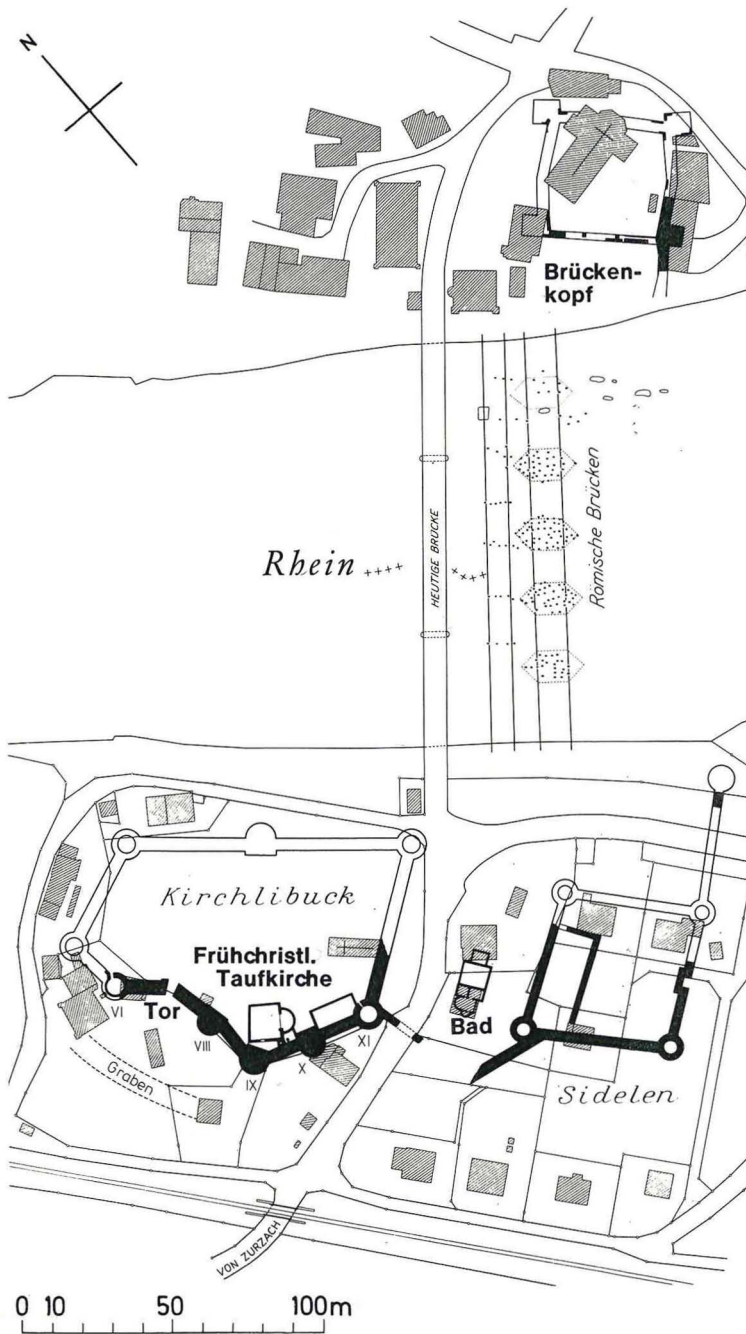 N
Brücken-
kopf
HEUTIGE BRÜCKE
Römische Brücken
Rhein
Kirchlibuck
Frühchristl.
Taufkirche
Tor
VI
VIII
IX
X
XI
Bad
Graben
Sidelen
VON ZURZACH
0 10 50 100m